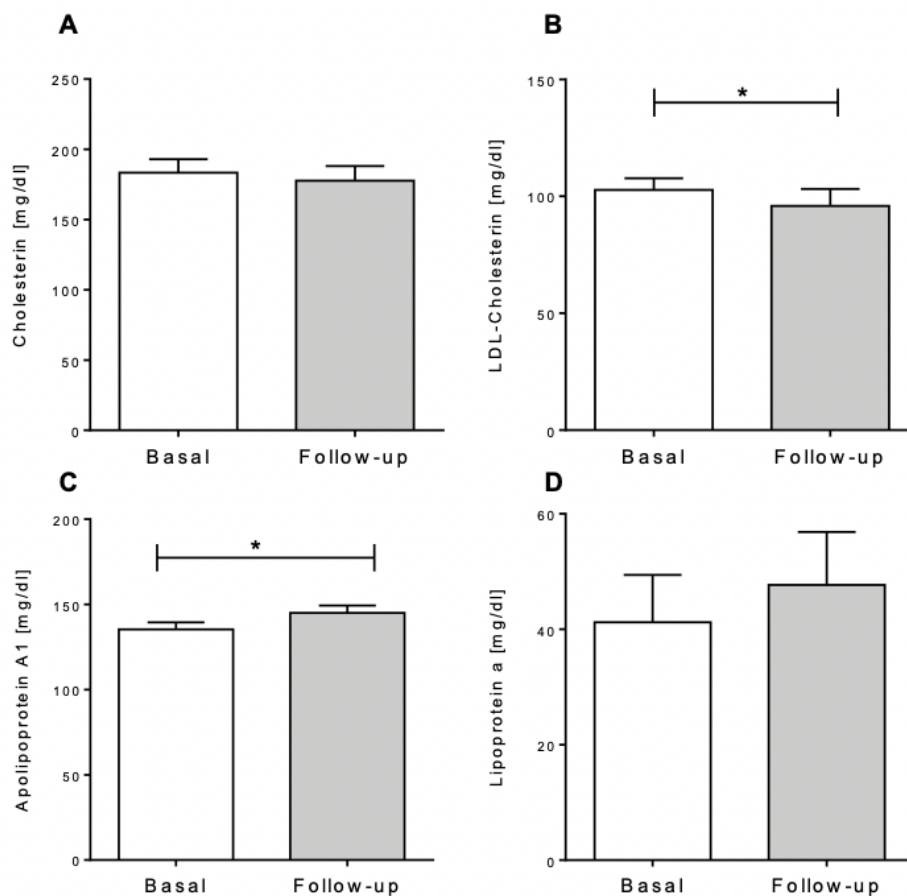 A
Cholesterin [mg/dl]
250
200
150
100
50
0
Basal Follow-up
B
LDL-Cholesterin [mg/dl]
150
100
50
0
*
Basal Follow-up
C
Apolipoprotein A1 [mg/dl]
200
150
100
50
0
*
Basal Follow-up
D
Lipoprotein a [mg/dl]
60
40
20
0
Basal Follow-up